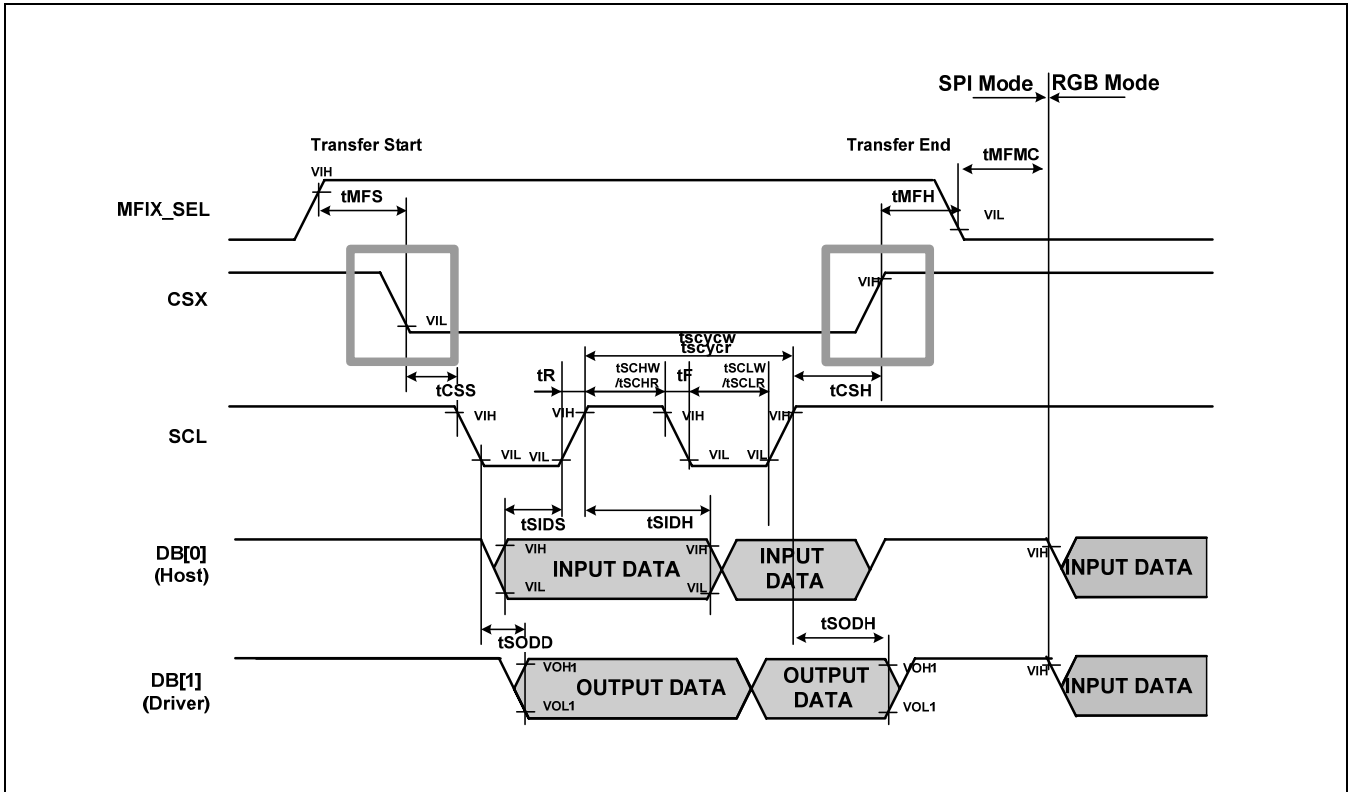 SPI Mode RGB Mode
Transfer Start
Transfer End
tMFMC
VIH
MFIX_SEL
tMFS
tMFH
VIL
CSX
VIL
VIH
tscycw
tscycr
tCSS
tR
tSCHW
/tSCHR
tF
tSCLW
/tSCLR
tCSH
SCL
VIH
VIH
VIH
VIH
VIL
VIL
VIL
VIL
tSIDS
tSIDH
DB[0]
(Host)
VIH
VIL
INPUT DATA
VIH
VIL
INPUT
DATA
VIH
INPUT DATA
tSODD
tSODH
DB[1]
(Driver)
VOH1
VOL1
OUTPUT DATA
OUTPUT
DATA
VOH1
VOL1
VIH
INPUT DATA